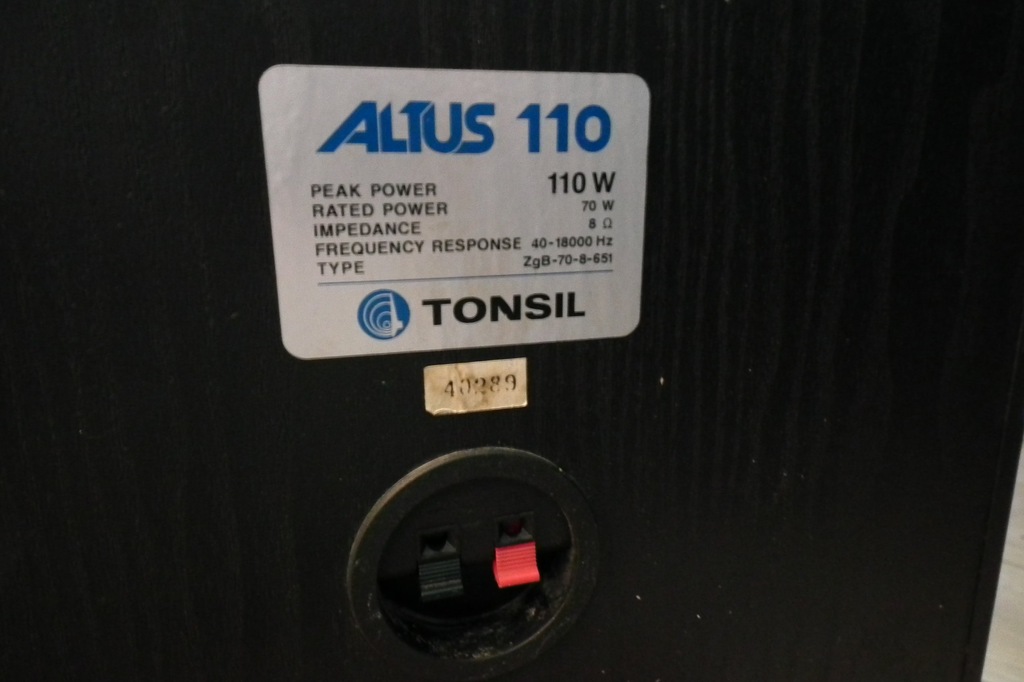 ALTUS 110
PEAK POWER 110 W
RATED POWER 70 W
IMPEDANCE 8 Ω
FREQUENCY RESPONSE 40-18000 Hz
TYPE ZgB-70-8-651
TONSIL
40289